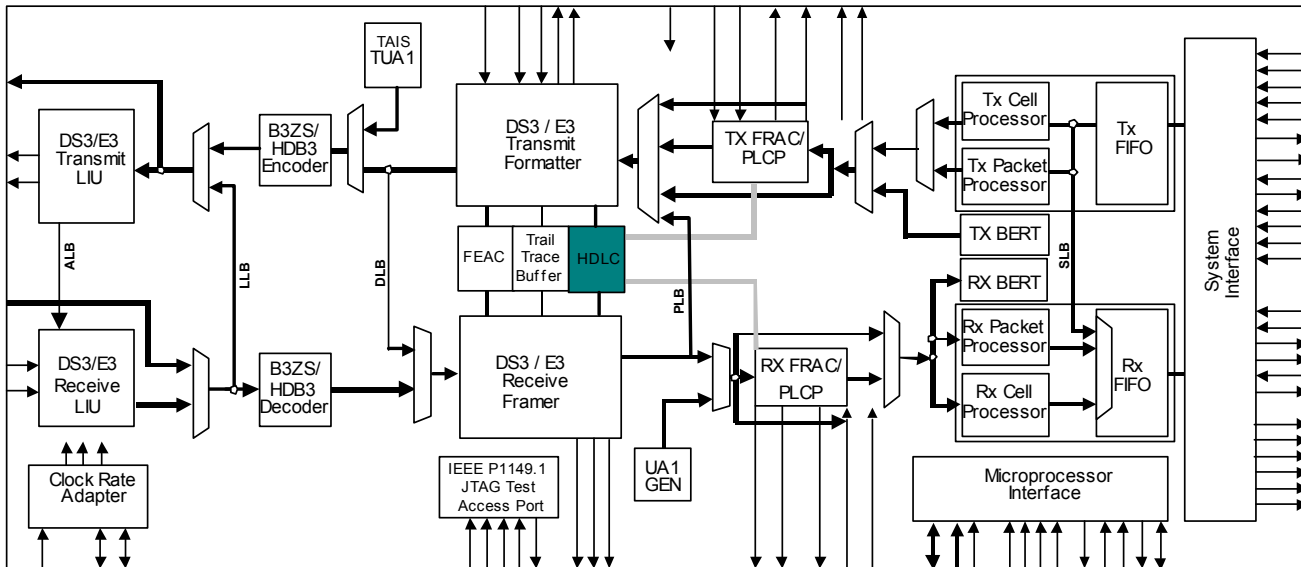 TAIS
TUA1
DS3/E3
Transmit
LIU
B3ZS/
HDB3
Encoder
DS3 / E3
Transmit
Formatter
TX FRAC/
PLCP
Tx Cell
Processor
Tx Packet
Processor
Tx
FIFO
TX BERT
RX BERT
System
Interface
ALB
LLB
DLB
FEAC
Trail
Trace
Buffer
HDLC
PLB
SLB
DS3/E3
Receive
LIU
B3ZS/
HDB3
Decoder
DS3 / E3
Receive
Framer
RX FRAC/
PLCP
Rx Packet
Processor
Rx Cell
Processor
Rx
FIFO
UA1
GEN
Clock Rate
Adapter
IEEE P1149.1
JTAG Test
Access Port
Microprocessor
Interface